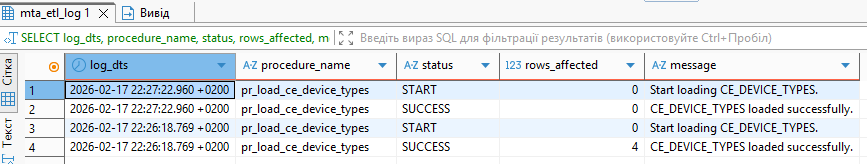 mta_etl_log 1 Вивід
SELECT log_dts, procedure_name, status, rows_affected, m Введіть вираз SQL для фільтрації результатів (використовуйте Ctrl+Пробіл)
Сітка
Текст
log_dts A-Z procedure_name A-Z status 123 rows_affected A-Z message
1 2026-02-17 22:27:22.960 +0200 pr_load_ce_device_types START 0 Start loading CE_DEVICE_TYPES.
2 2026-02-17 22:27:22.960 +0200 pr_load_ce_device_types SUCCESS 0 CE_DEVICE_TYPES loaded successfully.
3 2026-02-17 22:26:18.769 +0200 pr_load_ce_device_types START 0 Start loading CE_DEVICE_TYPES.
4 2026-02-17 22:26:18.769 +0200 pr_load_ce_device_types SUCCESS 4 CE_DEVICE_TYPES loaded successfully.